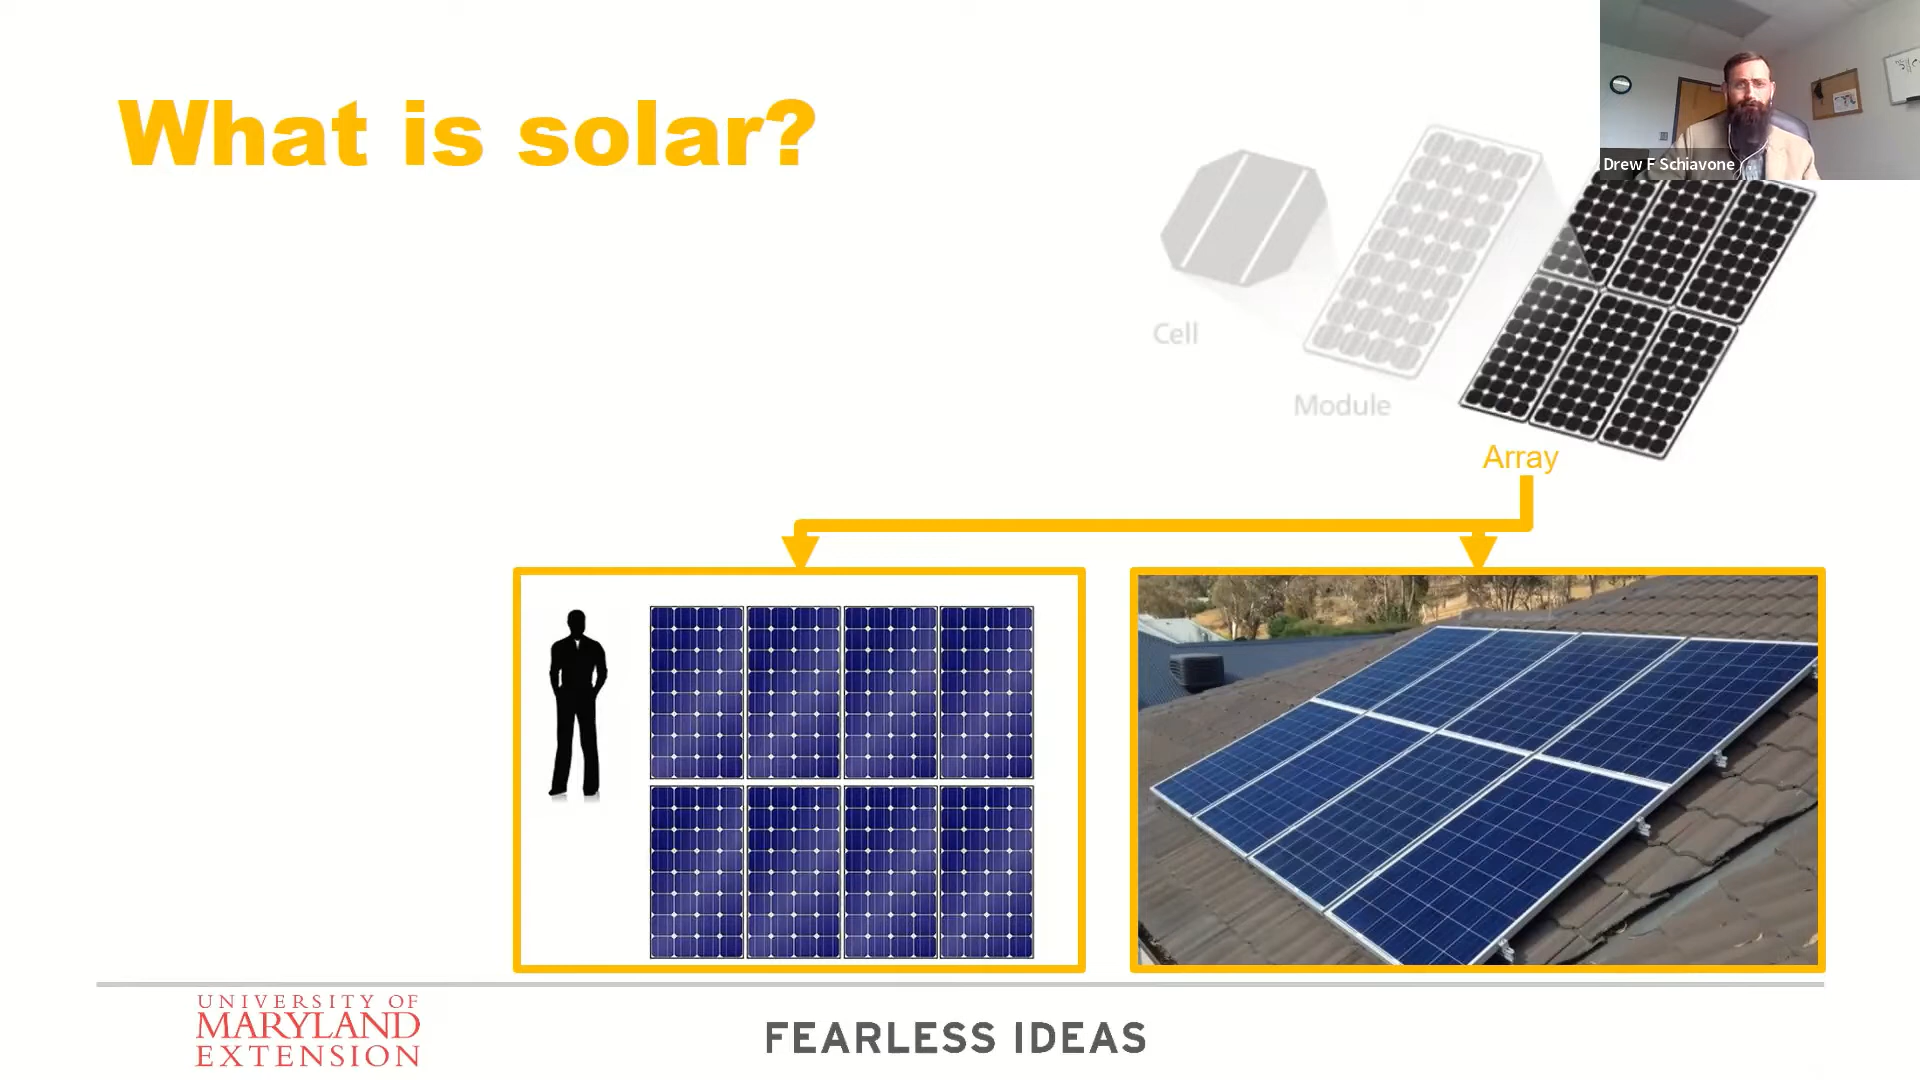 What is solar?
Drew F Schiavone
Cell
Module
Array
UNIVERSITY OF
MARYLAND
EXTENSION
FEARLESS IDEAS